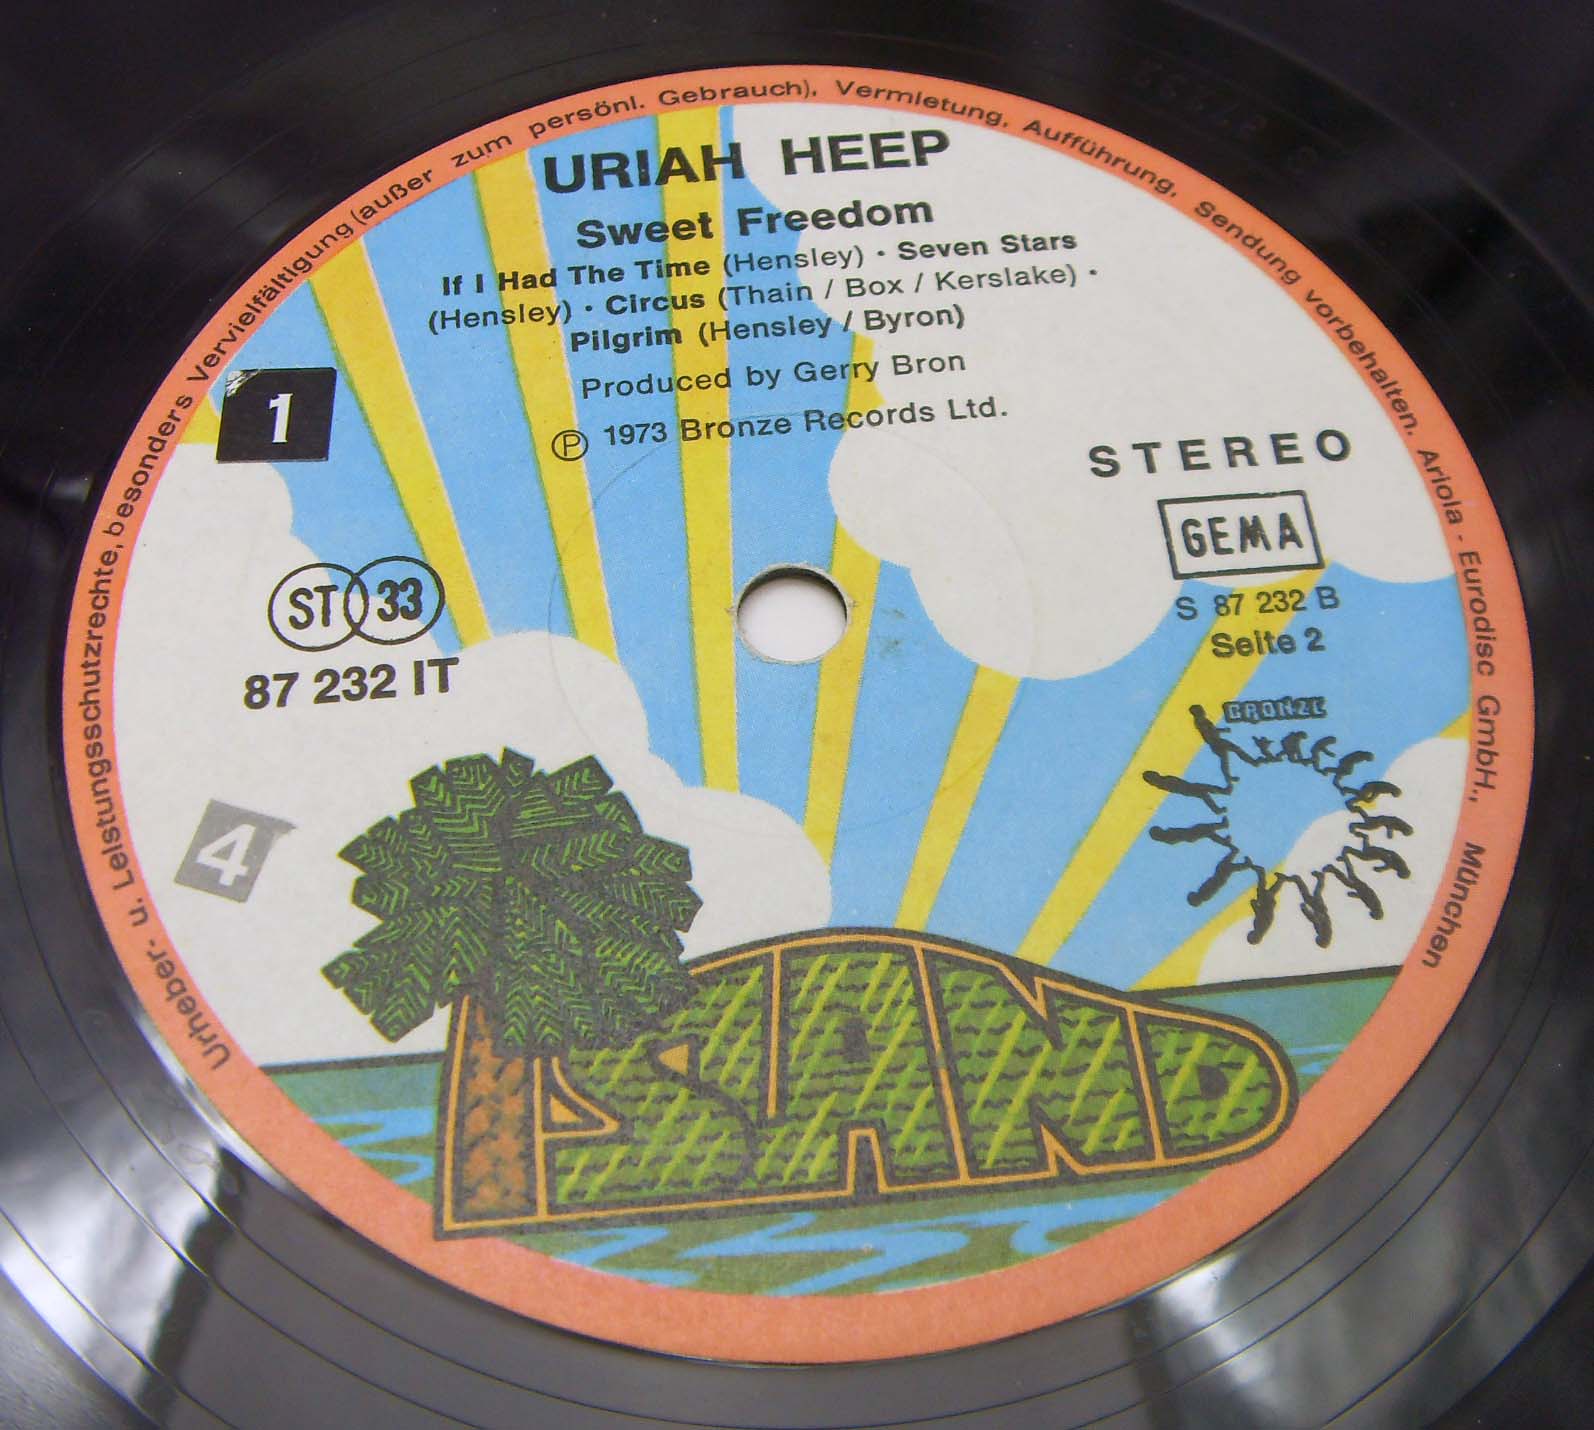 Urheber- u. Leistungsschutzrechte, besonders Vervielfältigung (außer zum persönl. Gebrauch), Vermietung, Aufführung, Sendung vorbehalten. Ariola - Eurodisc GmbH., München
URIAH HEEP
Sweet Freedom
If I Had The Time (Hensley) • Seven Stars
(Hensley) • Circus (Thain / Box / Kerslake) •
Pilgrim (Hensley / Byron)
Produced by Gerry Bron
Ⓟ 1973 Bronze Records Ltd.
1
STEREO
GEMA
S 87 232 B
Seite 2
ST 33
87 232 IT
BRONZE
4
ISLAND